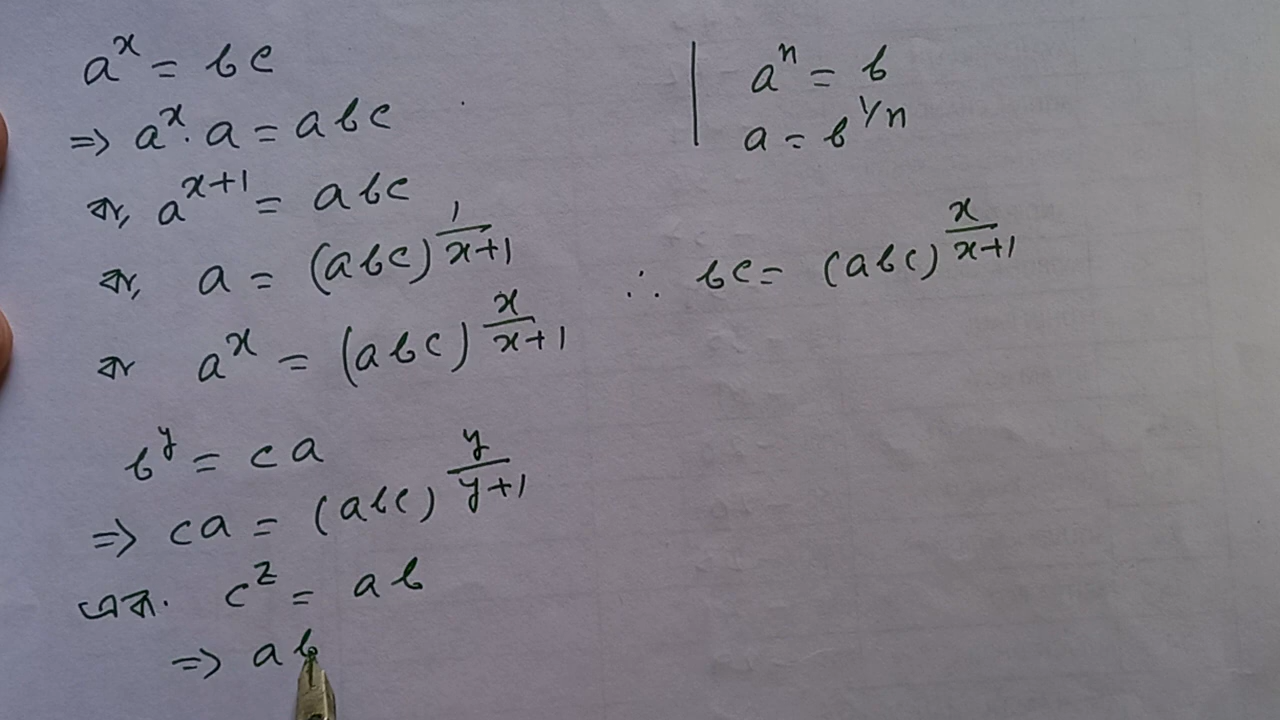 a^x = bc
⇒ a^x . a = abc
বা, a^{x+1} = abc
বা, a = (abc)^{1/(x+1)}
বা a^x = (abc)^{x/(x+1)}
a^n = b
a = b^{1/n}
∴ bc = (abc)^{x/(x+1)}
b^y = ca
⇒ ca = (abc)^{y/(y+1)}
এবং c^z = ab
⇒ ab